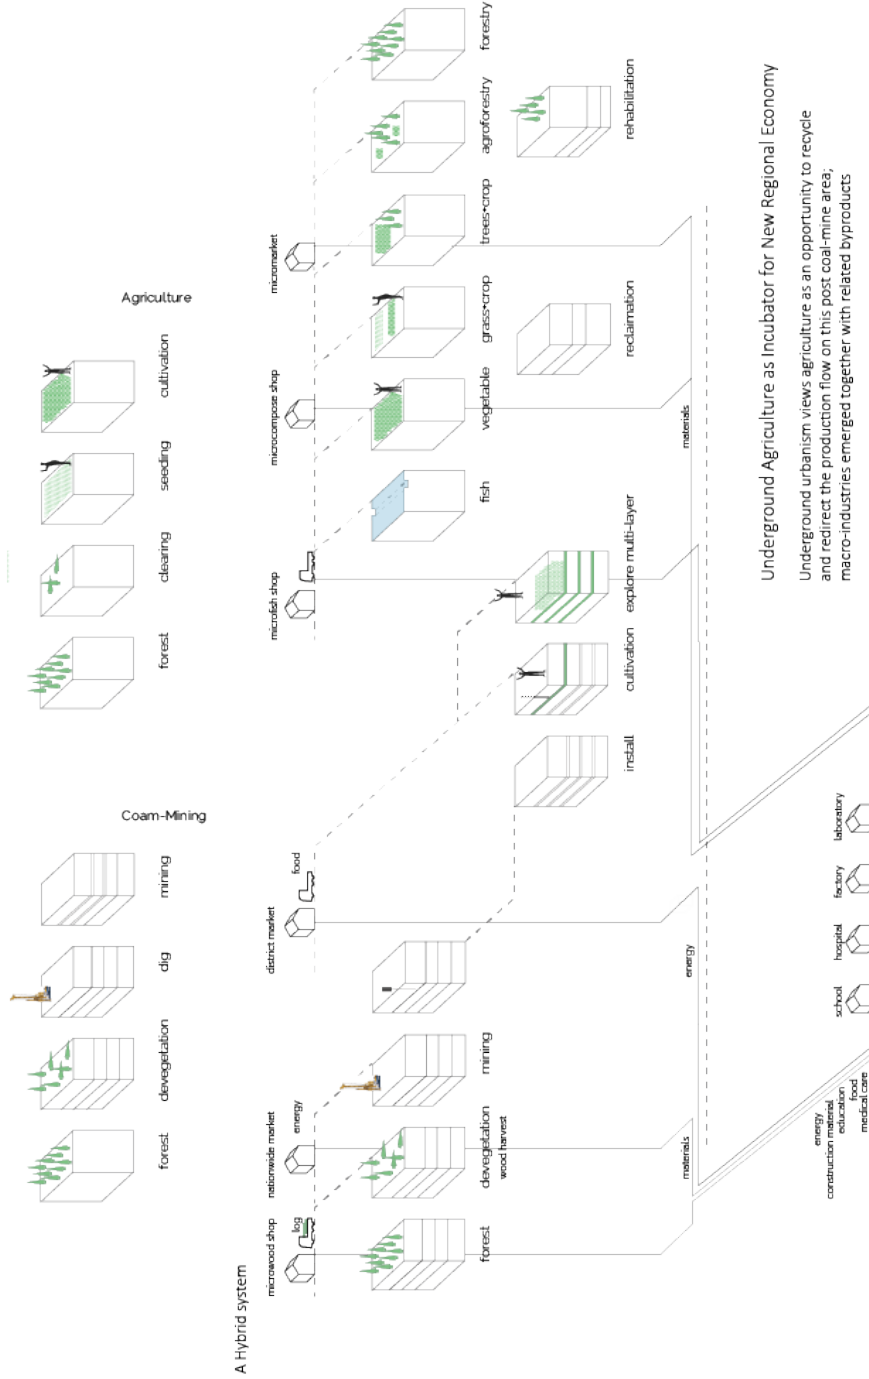 Coam-Mining
Agriculture
forest
devegetation
dig
mining
forest
clearing
seeding
cultivation
A Hybrid system
microwood shop
log
nationwide market
energy
district market
food
microfish shop
microcompose shop
micromarket
forest
devegetation
wood harvest
mining
fish
vegetable
grass+crop
trees+crop
agroforestry
forestry
install
cultivation
explore multi-layer
reclaimation
rehabilitation
materials
energy
materials
Underground Agriculture as Incubator for New Regional Economy
Underground urbanism views agriculture as an opportunity to recycle
and redirect the production flow on this post coal-mine area;
macro-industries emerged together with related byproducts
energy
construction material
education
food
medical care
school
hospital
factory
laboratory